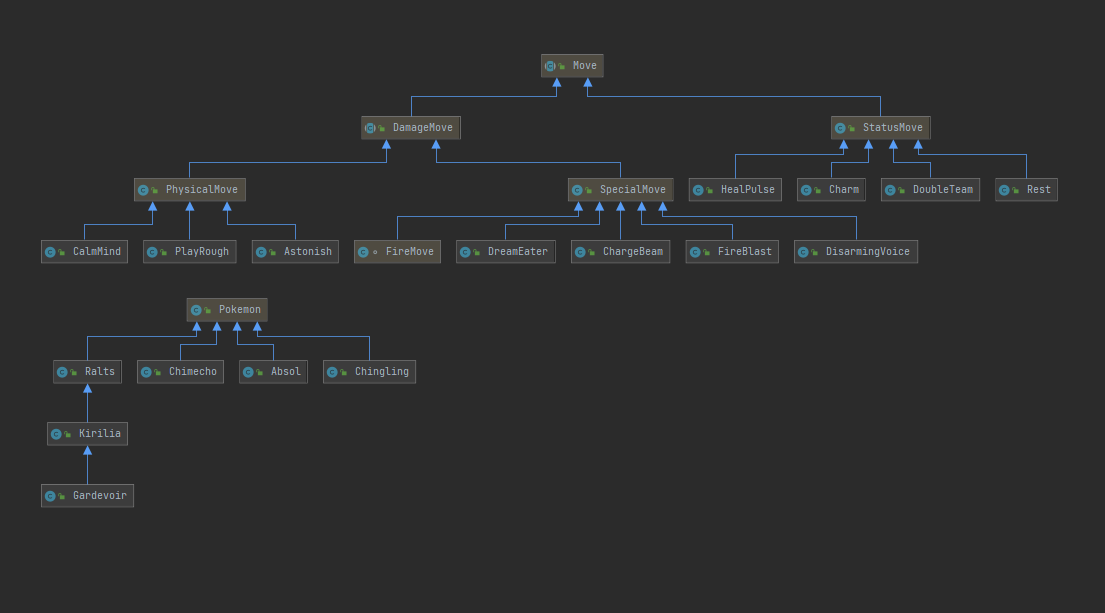 Move
DamageMove StatusMove
PhysicalMove SpecialMove HealPulse Charm DoubleTeam Rest
CalmMind PlayRough Astonish FireMove DreamEater ChargeBeam FireBlast DisarmingVoice
Pokemon
Ralts Chimecho Absol Chingling
Kirilia
Gardevoir